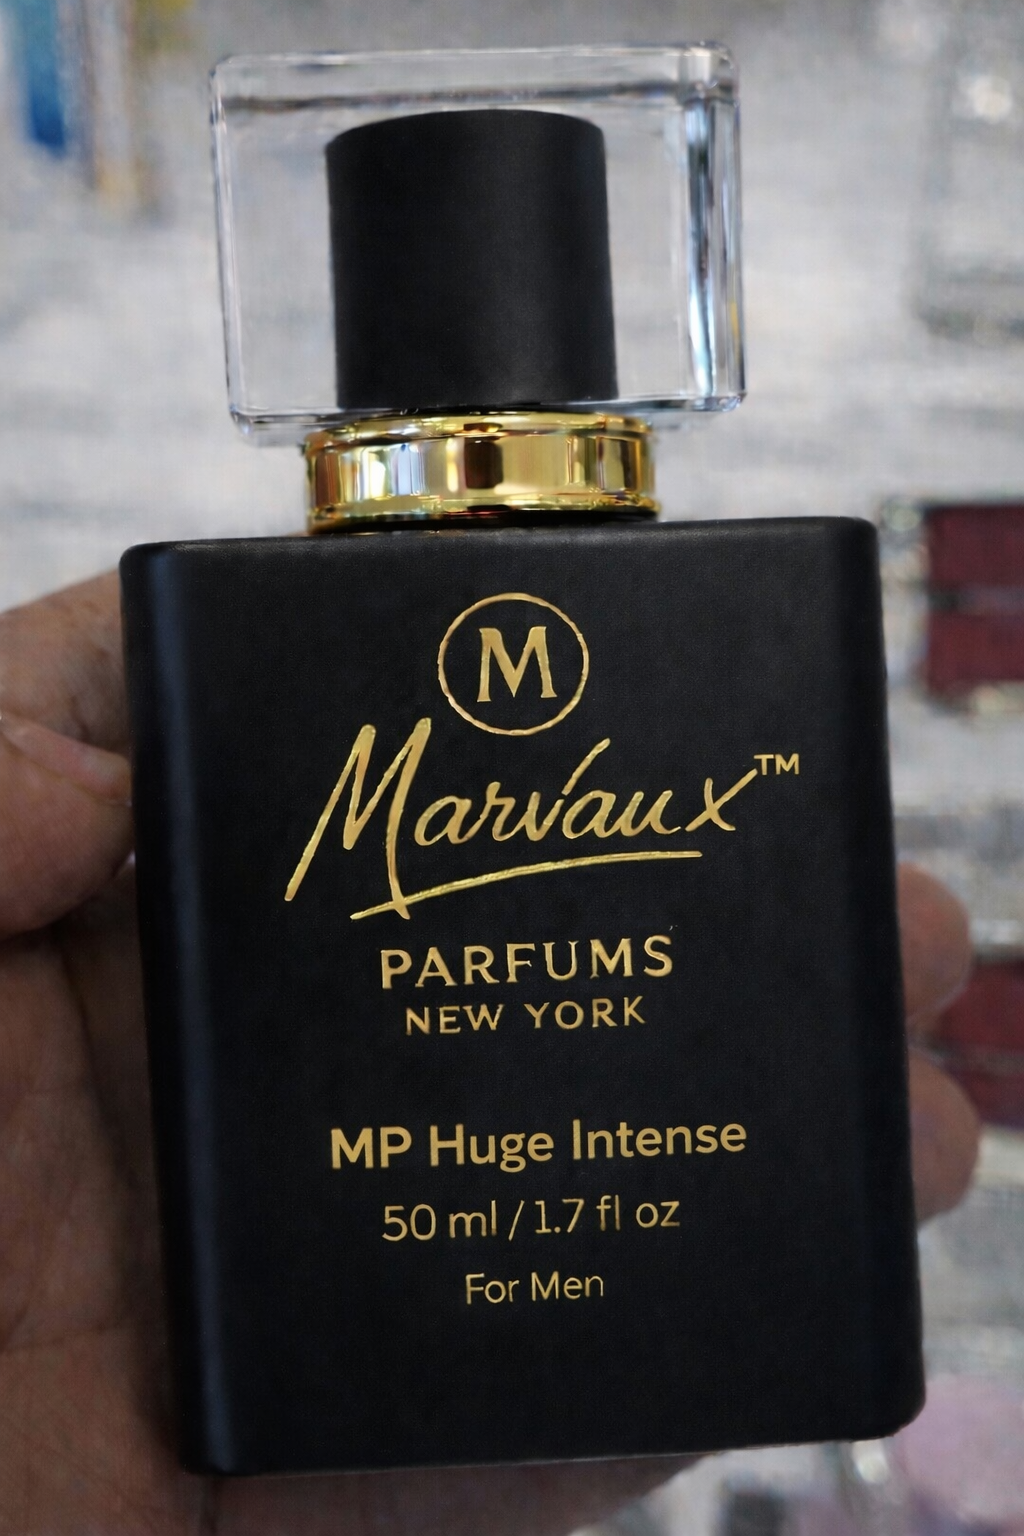 M
Marvaux™
PARFUMS
NEW YORK
MP Huge Intense
50 ml / 1.7 fl oz
For Men